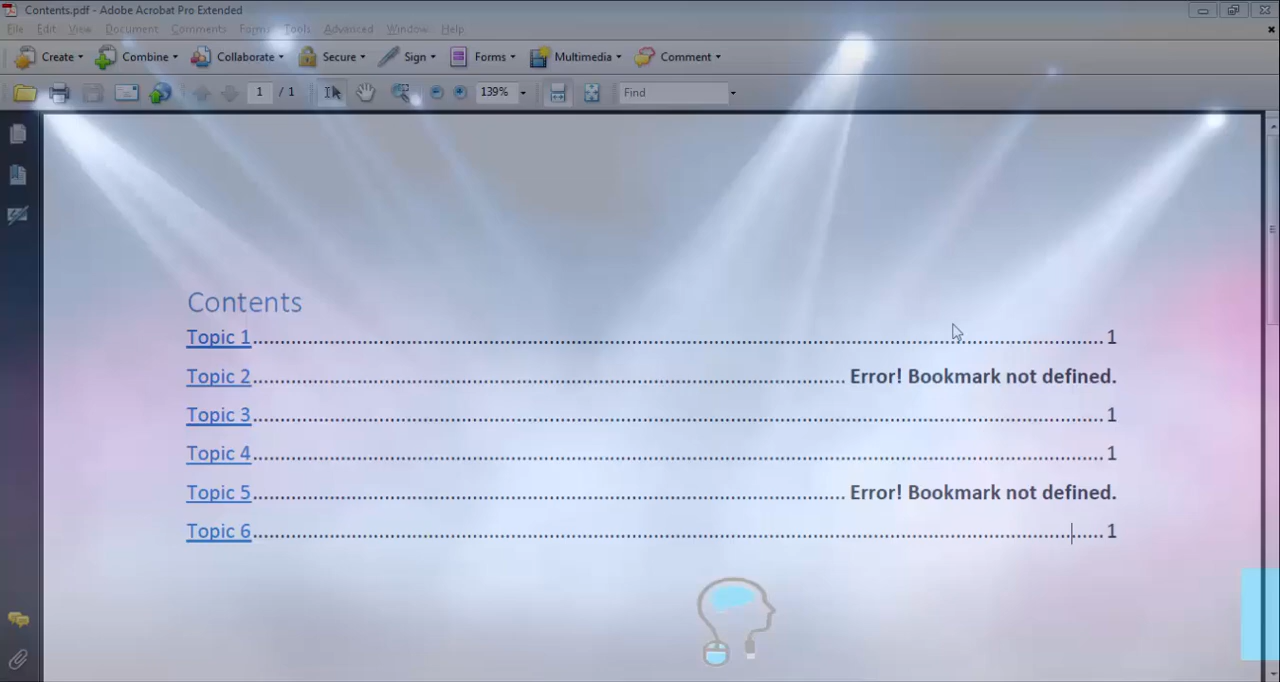 Contents.pdf - Adobe Acrobat Pro Extended
File Edit View Document Comments Forms Tools Advanced Window Help
Create Combine Collaborate Secure Sign Forms Multimedia Comment
1 / 1 139% Find
Contents
Topic 1 ........ 1
Topic 2 ........ Error! Bookmark not defined.
Topic 3 ........ 1
Topic 4 ........ 1
Topic 5 ........ Error! Bookmark not defined.
Topic 6 ........ 1